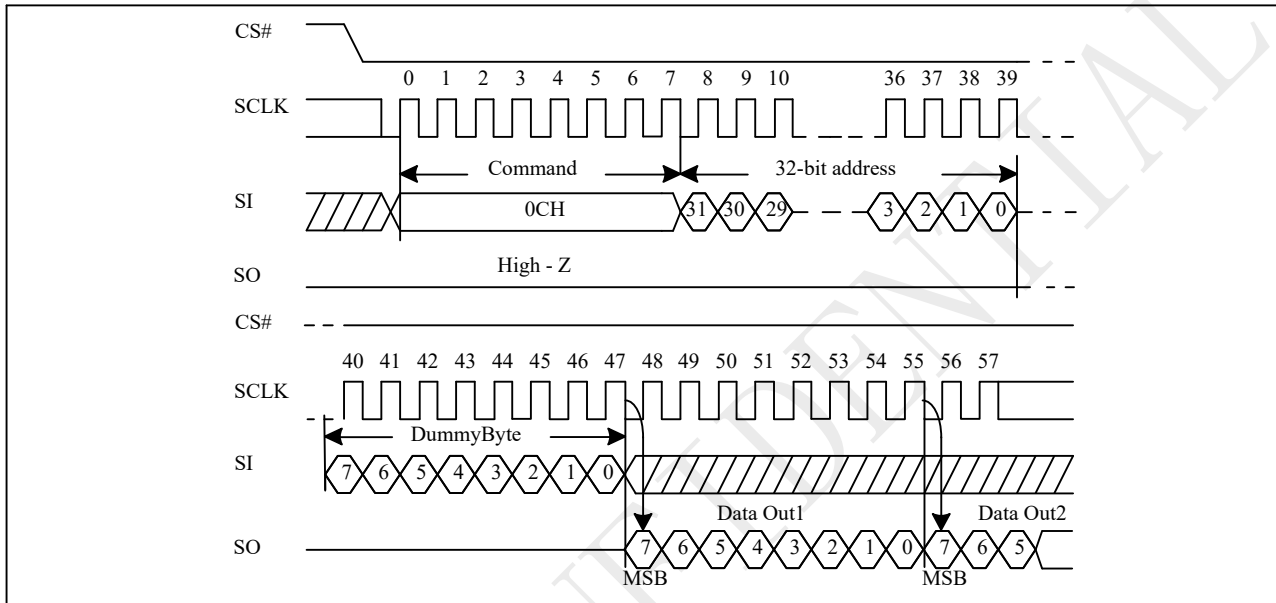 CS#
0 1 2 3 4 5 6 7 8 9 10 36 37 38 39
SCLK
Command 32-bit address
SI 0CH 31 30 29 3 2 1 0
High - Z
SO
CS#
40 41 42 43 44 45 46 47 48 49 50 51 52 53 54 55 56 57
SCLK
DummyByte
SI 7 6 5 4 3 2 1 0
Data Out1 Data Out2
SO 7 6 5 4 3 2 1 0 7 6 5
MSB MSB